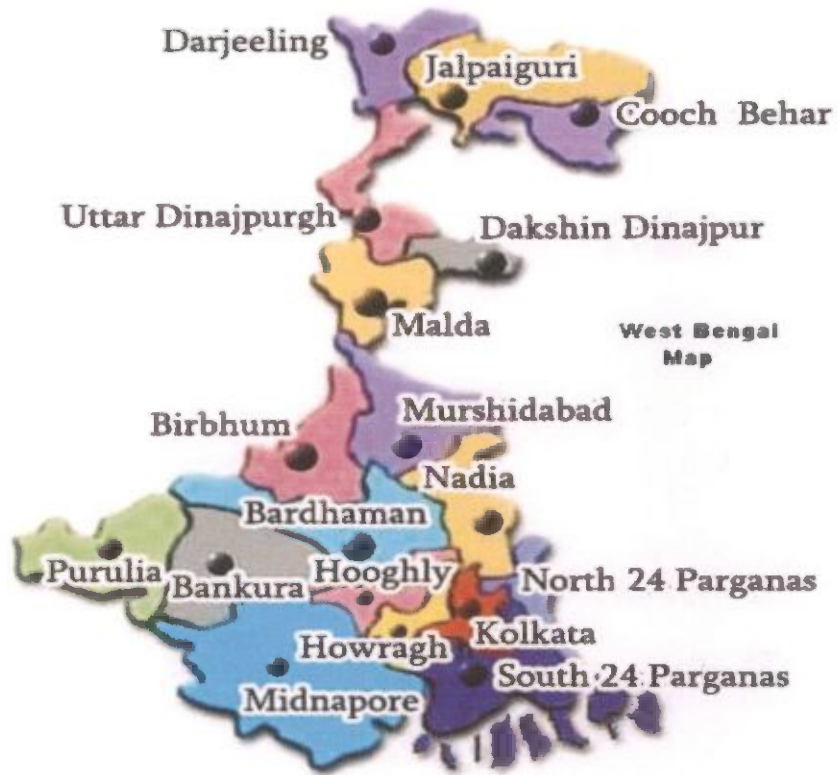 Darjeeling
Jalpaiguri
Cooch Behar
Uttar Dinajpurgh
Dakshin Dinajpur
Malda
West Bengal
Map
Birbhum
Murshidabad
Nadia
Bardhaman
Purulia
Bankura
Hooghly
North 24 Parganas
Howragh
Kolkata
South 24 Parganas
Midnapore